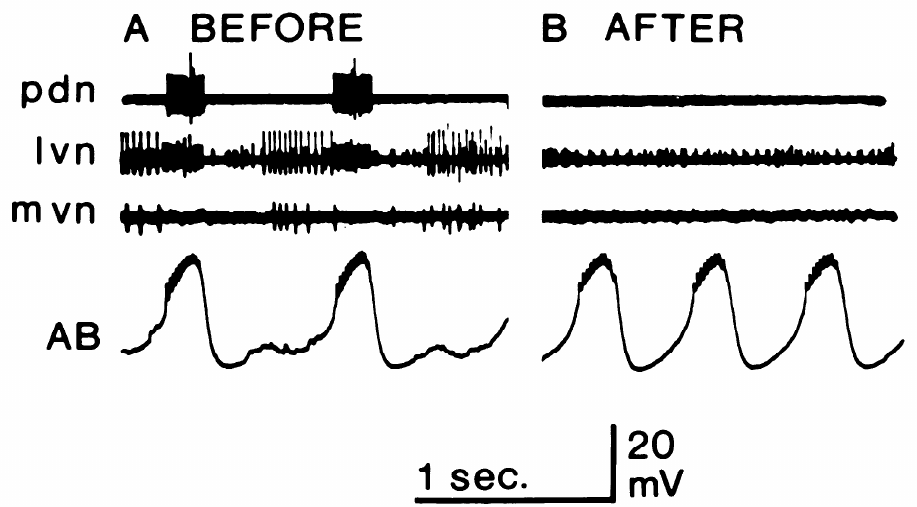 A BEFORE
B AFTER
pdn
lvn
mvn
AB
1 sec.
20
mV